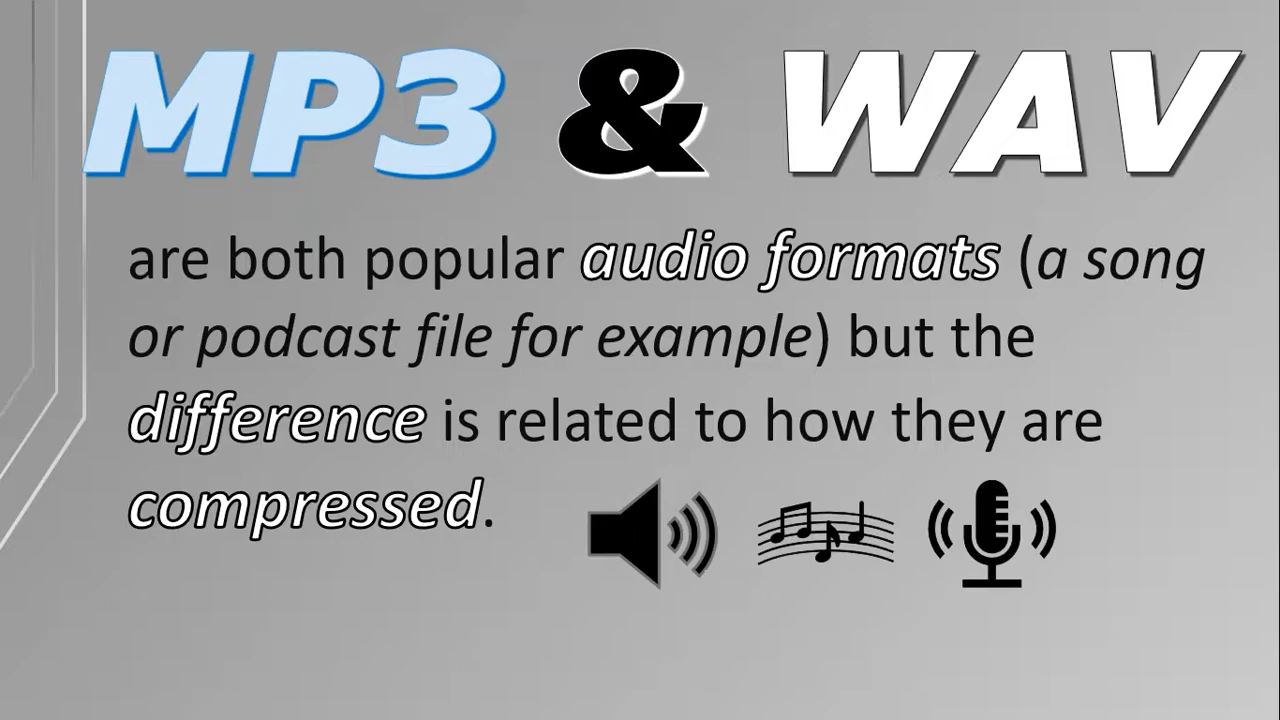 MP3 & WAV
are both popular audio formats (a song
or podcast file for example) but the
difference is related to how they are
compressed.